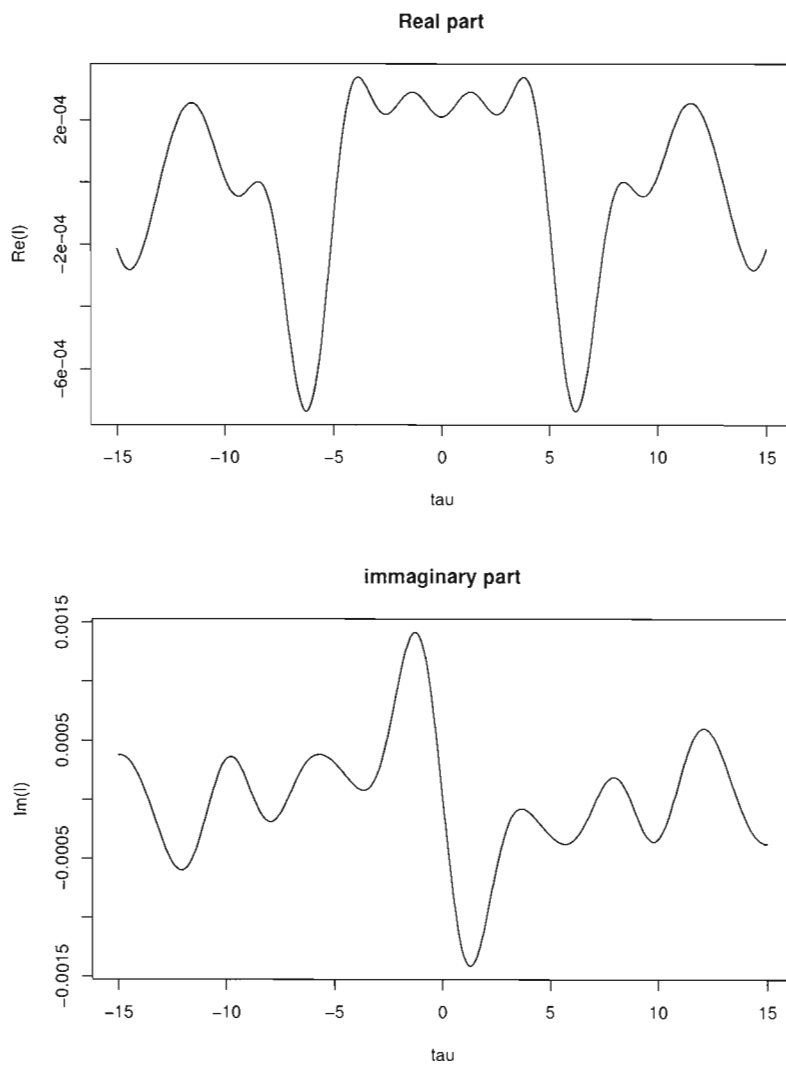 Real part
Re(I)
2e−04
−2e−04
−6e−04
−15 −10 −5 0 5 10 15
tau
immaginary part
Im(I)
0.0015
0.0005
−0.0005
−0.0015
−15 −10 −5 0 5 10 15
tau